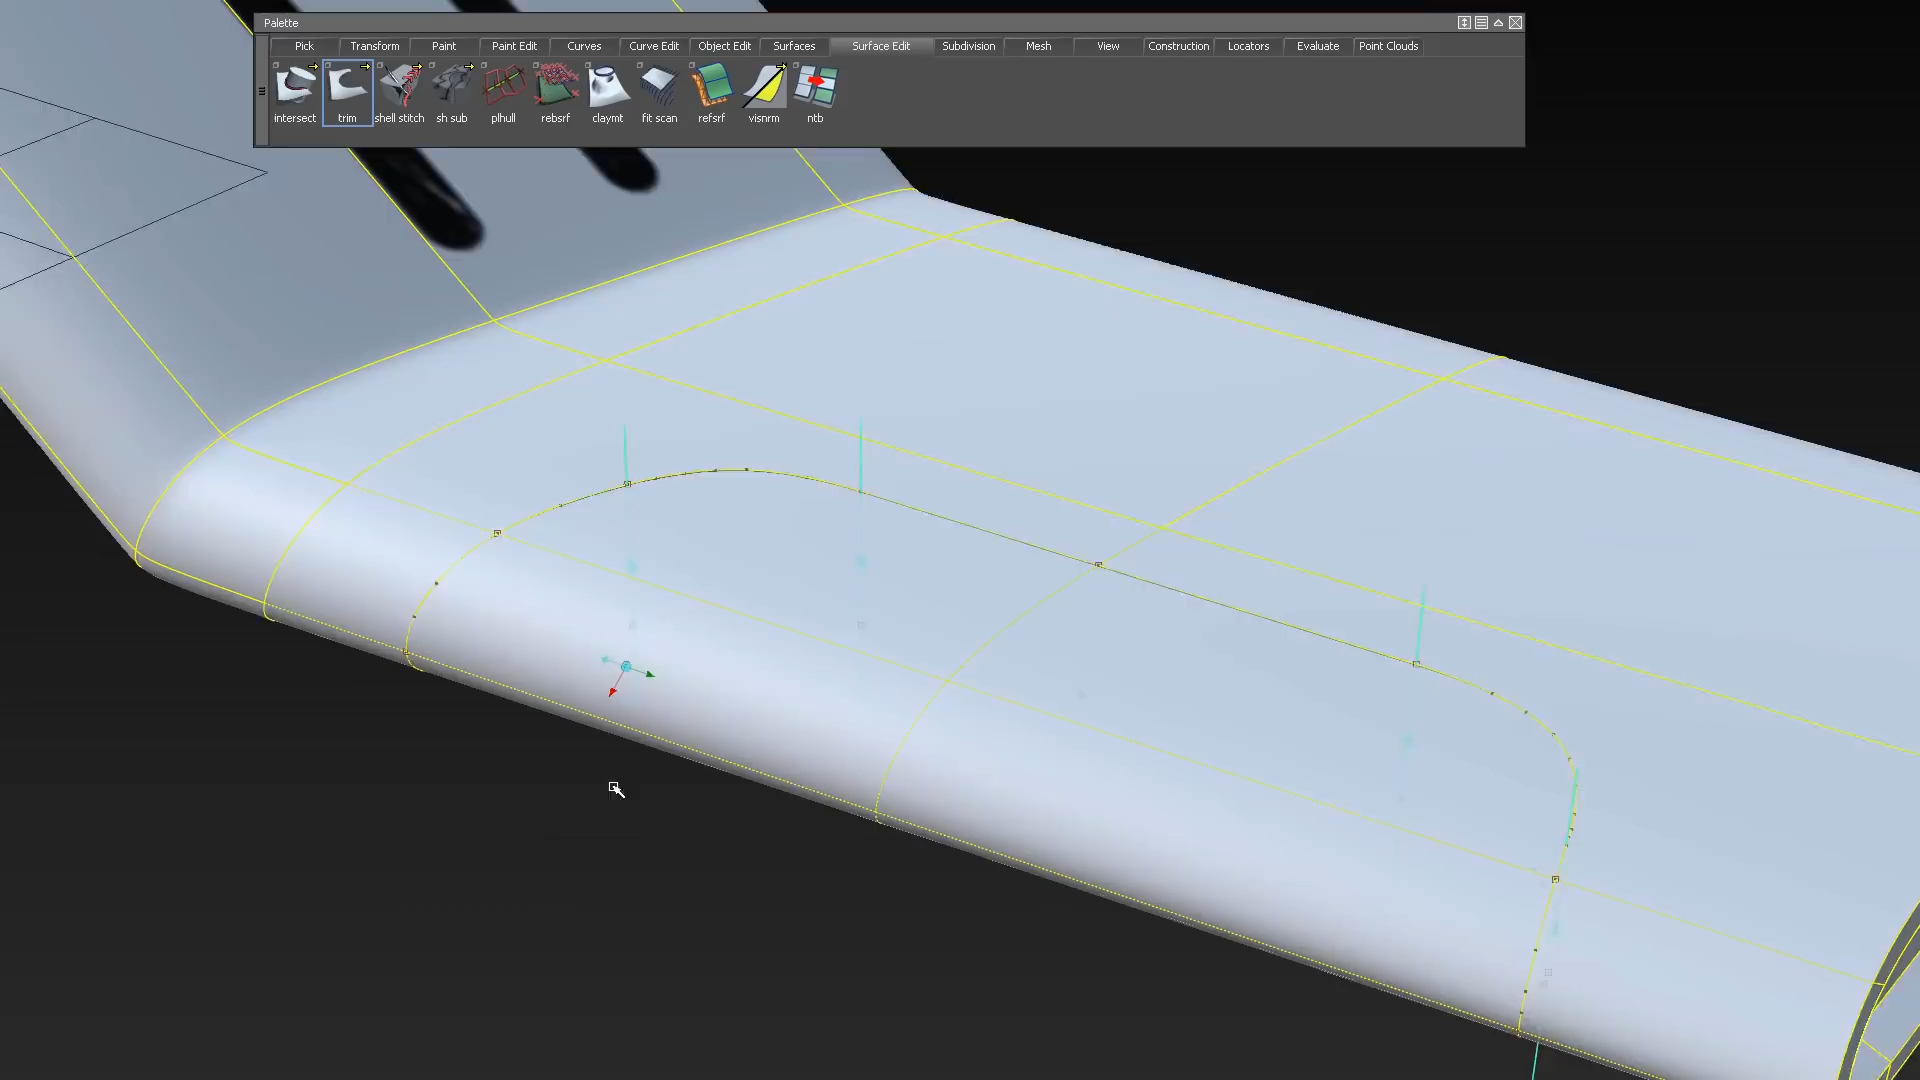 Palette
Pick Transform Paint Paint Edit Curves Curve Edit Object Edit Surfaces Surface Edit Subdivision Mesh View Construction Locators Evaluate Point Clouds
intersect trim shell stitch sh sub plhull rebsrf claymt fit scan refsrf visnrm ntb